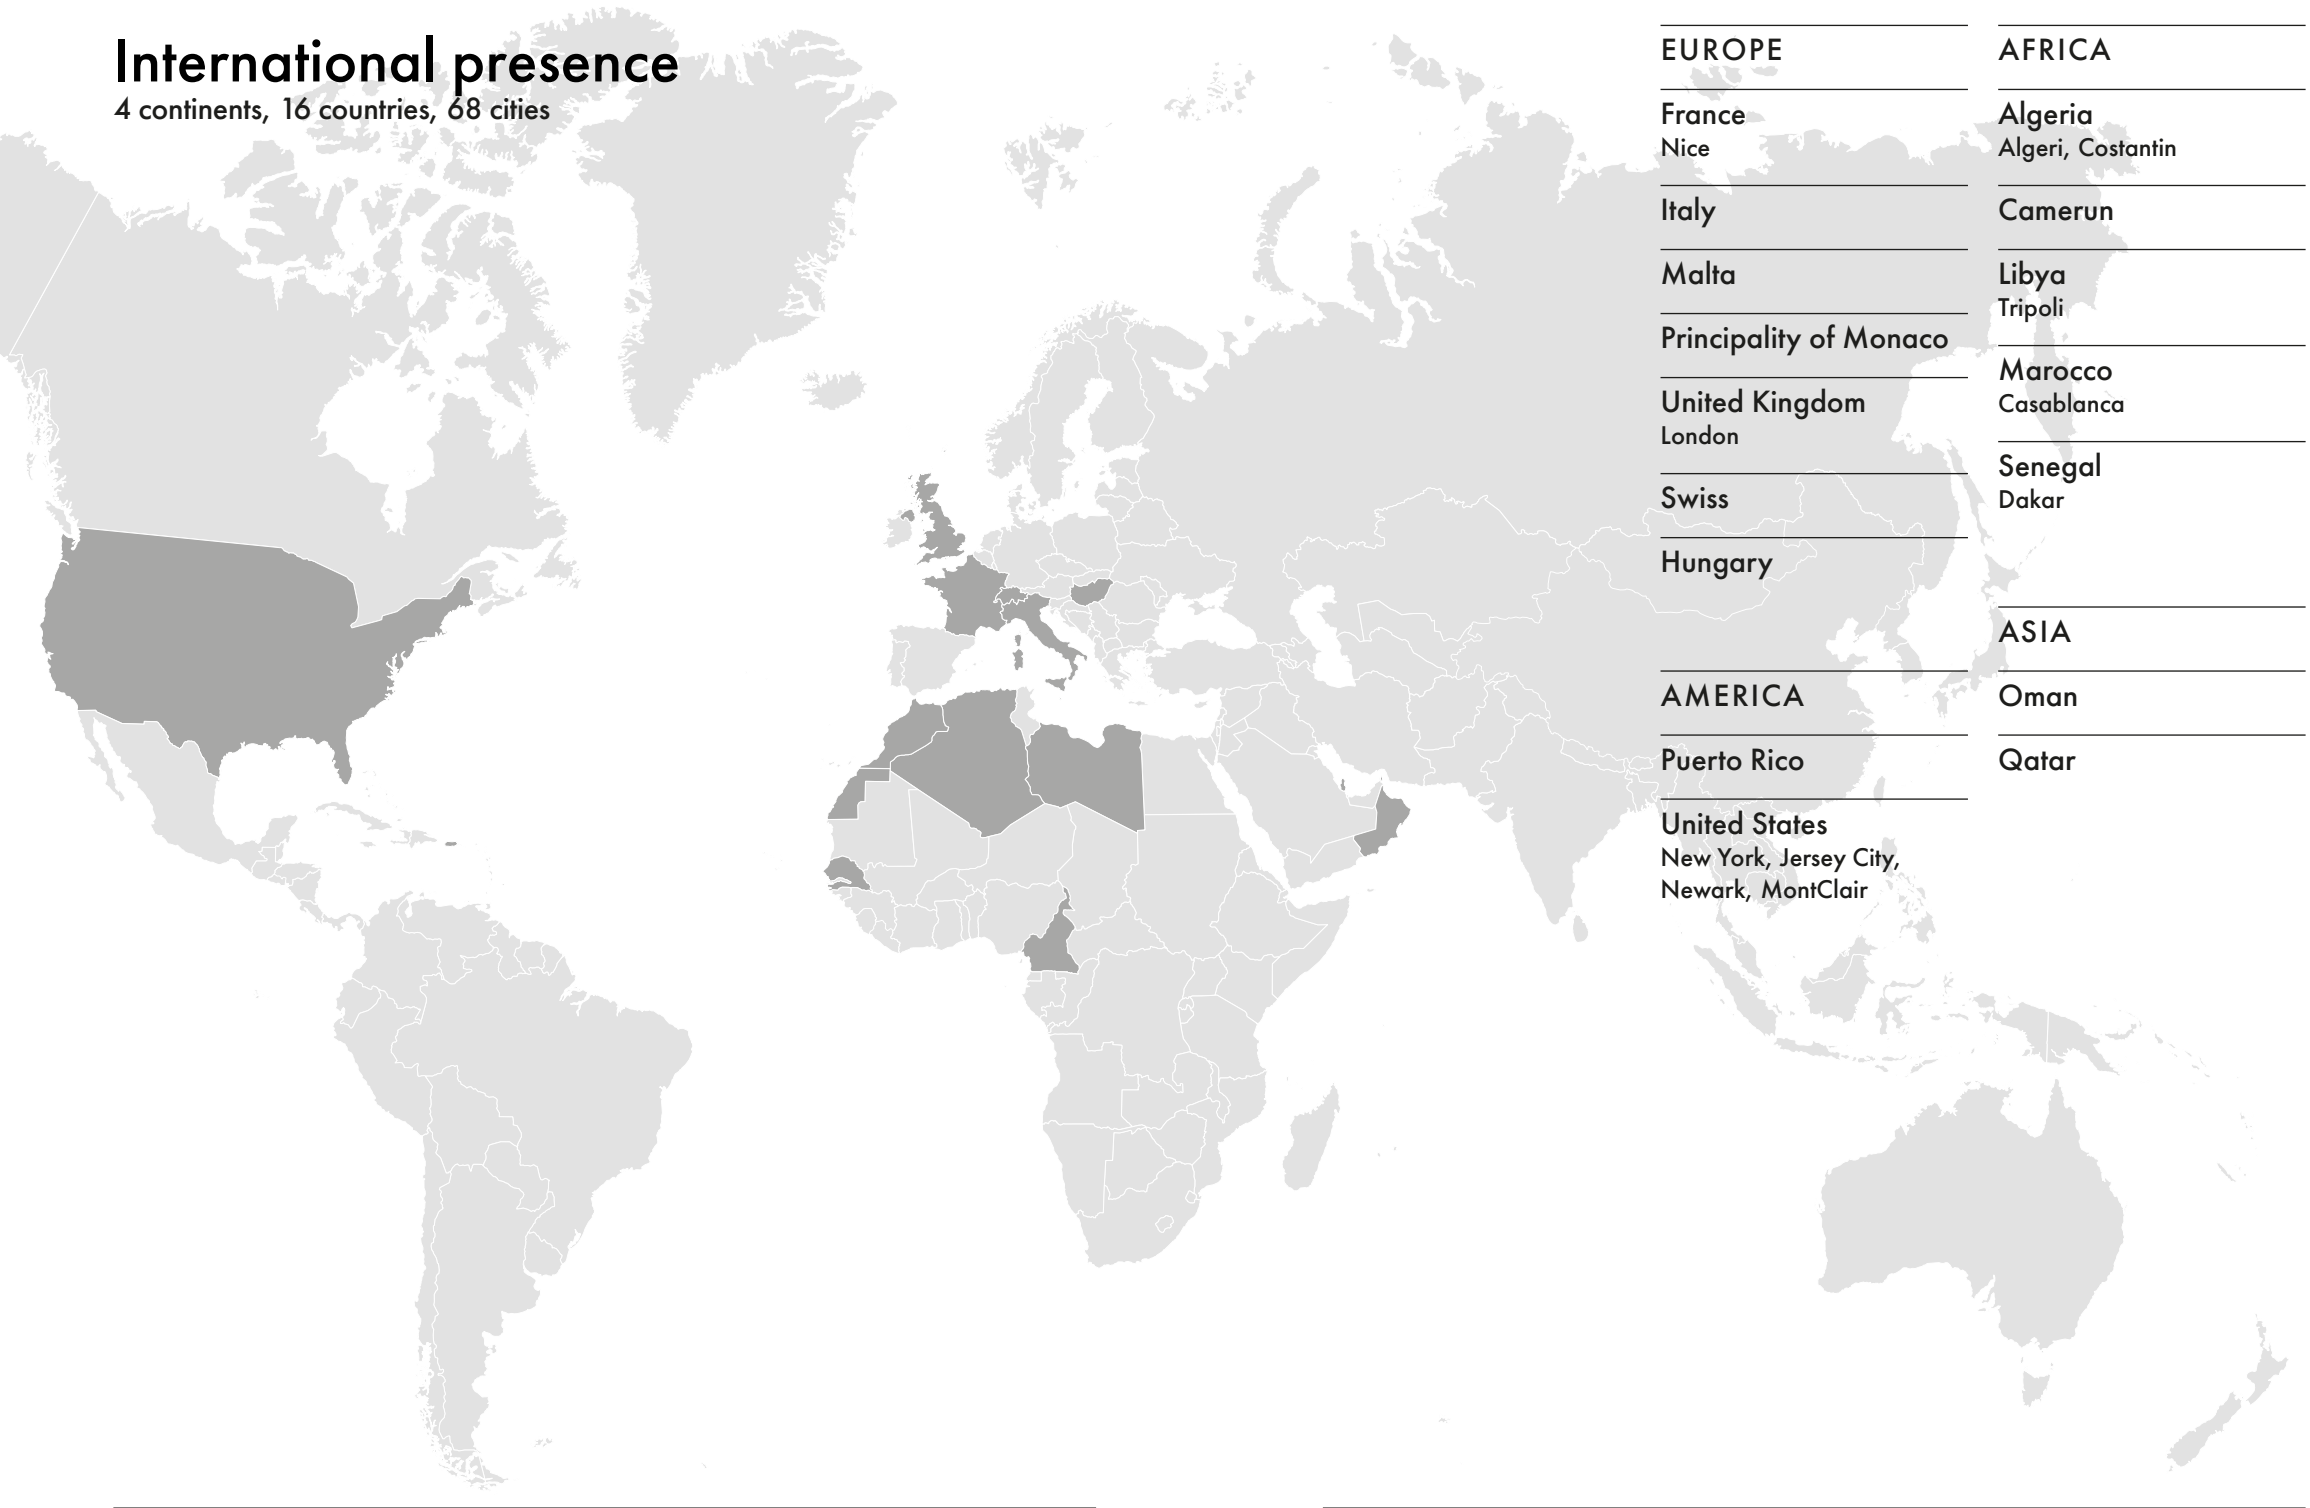 International presence
4 continents, 16 countries, 68 cities
EUROPE
France
Nice
Italy
Malta
Principality of Monaco
United Kingdom
London
Swiss
Hungary
AMERICA
Puerto Rico
United States
New York, Jersey City,
Newark, MontClair
AFRICA
Algeria
Algeri, Costantin
Camerun
Libya
Tripoli
Marocco
Casablanca
Senegal
Dakar
ASIA
Oman
Qatar